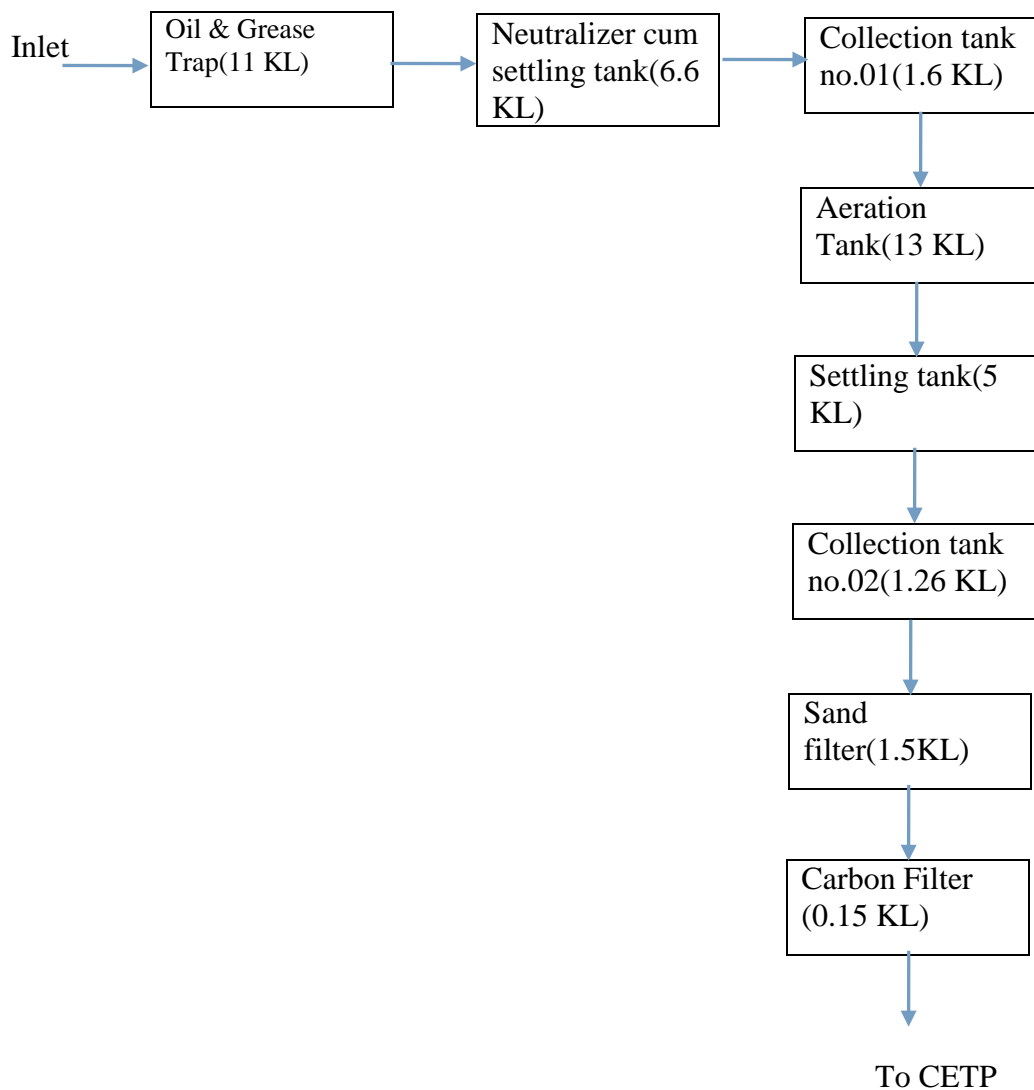 Inlet
Oil & Grease
Trap(11 KL)
Neutralizer cum
settling tank(6.6
KL)
Collection tank
no.01(1.6 KL)
Aeration
Tank(13 KL)
Settling tank(5
KL)
Collection tank
no.02(1.26 KL)
Sand
filter(1.5KL)
Carbon Filter
(0.15 KL)
To CETP